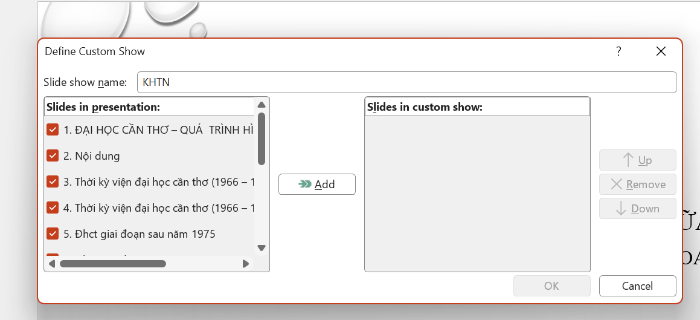 Define Custom Show
?
Slide show name:
KHTN
Slides in presentation:
1. ĐẠI HỌC CẦN THƠ – QUÁ TRÌNH HÌ
2. Nội dung
3. Thời kỳ viện đại học cần thơ (1966 – 1
4. Thời kỳ viện đại học cần thơ (1966 – 1
5. Đhct giai đoạn sau năm 1975
Add
Slides in custom show:
Up
Remove
Down
OK
Cancel